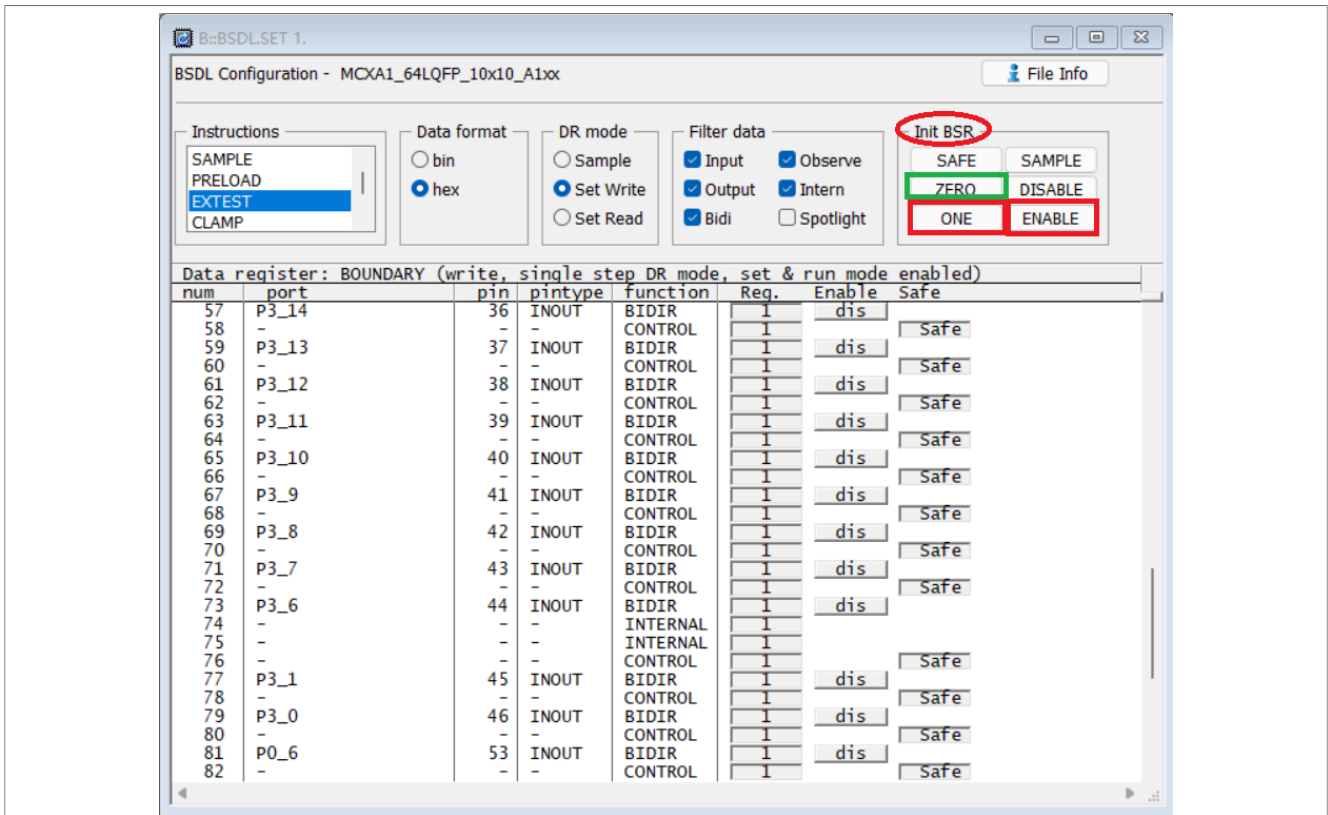 B::BSDL.SET 1.
BSDL Configuration - MCXA1_64LQFP_10x10_A1xx
File Info
Instructions
SAMPLE
PRELOAD
EXTEST
CLAMP
Data format
bin
hex
DR mode
Sample
Set Write
Set Read
Filter data
Input Observe
Output Intern
Bidi Spotlight
Init BSR
SAFE SAMPLE
ZERO DISABLE
ONE ENABLE
Data register: BOUNDARY (write, single step DR mode, set & run mode enabled)
num port pin pintype function Reg. Enable Safe
57 P3_14 36 INOUT BIDIR 1 dis
58 - - - CONTROL 1 Safe
59 P3_13 37 INOUT BIDIR 1 dis
60 - - - CONTROL 1 Safe
61 P3_12 38 INOUT BIDIR 1 dis
62 - - - CONTROL 1 Safe
63 P3_11 39 INOUT BIDIR 1 dis
64 - - - CONTROL 1 Safe
65 P3_10 40 INOUT BIDIR 1 dis
66 - - - CONTROL 1 Safe
67 P3_9 41 INOUT BIDIR 1 dis
68 - - - CONTROL 1 Safe
69 P3_8 42 INOUT BIDIR 1 dis
70 - - - CONTROL 1 Safe
71 P3_7 43 INOUT BIDIR 1 dis
72 - - - CONTROL 1 Safe
73 P3_6 44 INOUT BIDIR 1 dis
74 - - - INTERNAL 1
75 - - - INTERNAL 1
76 - - - CONTROL 1 Safe
77 P3_1 45 INOUT BIDIR 1 dis
78 - - - CONTROL 1 Safe
79 P3_0 46 INOUT BIDIR 1 dis
80 - - - CONTROL 1 Safe
81 P0_6 53 INOUT BIDIR 1 dis
82 - - - CONTROL 1 Safe